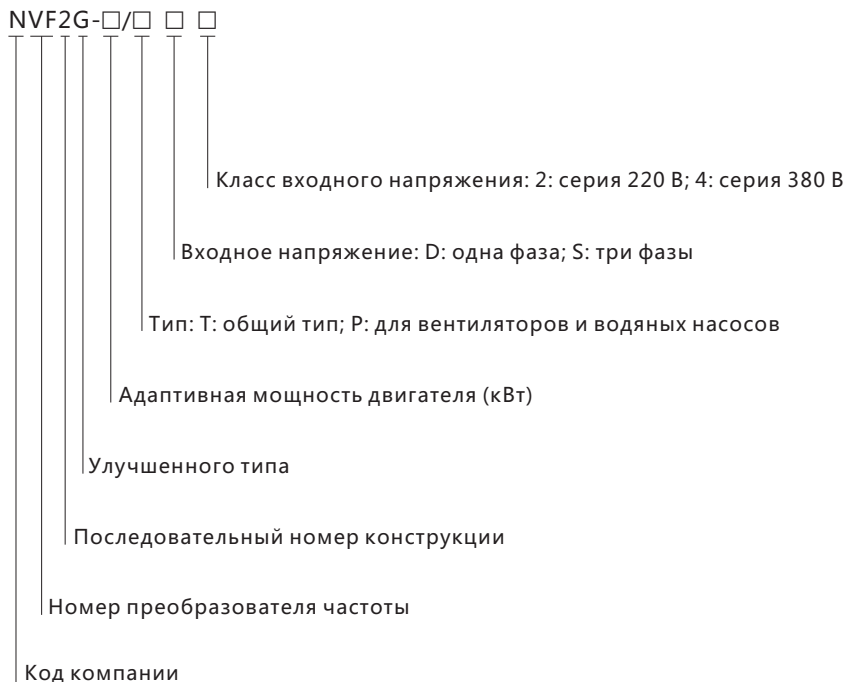 NVF2G-□/□ □ □
Класс входного напряжения: 2: серия 220 В; 4: серия 380 В
Входное напряжение: D: одна фаза; S: три фазы
Тип: T: общий тип; P: для вентиляторов и водяных насосов
Адаптивная мощность двигателя (кВт)
Улучшенного типа
Последовательный номер конструкции
Номер преобразователя частоты
Код компании